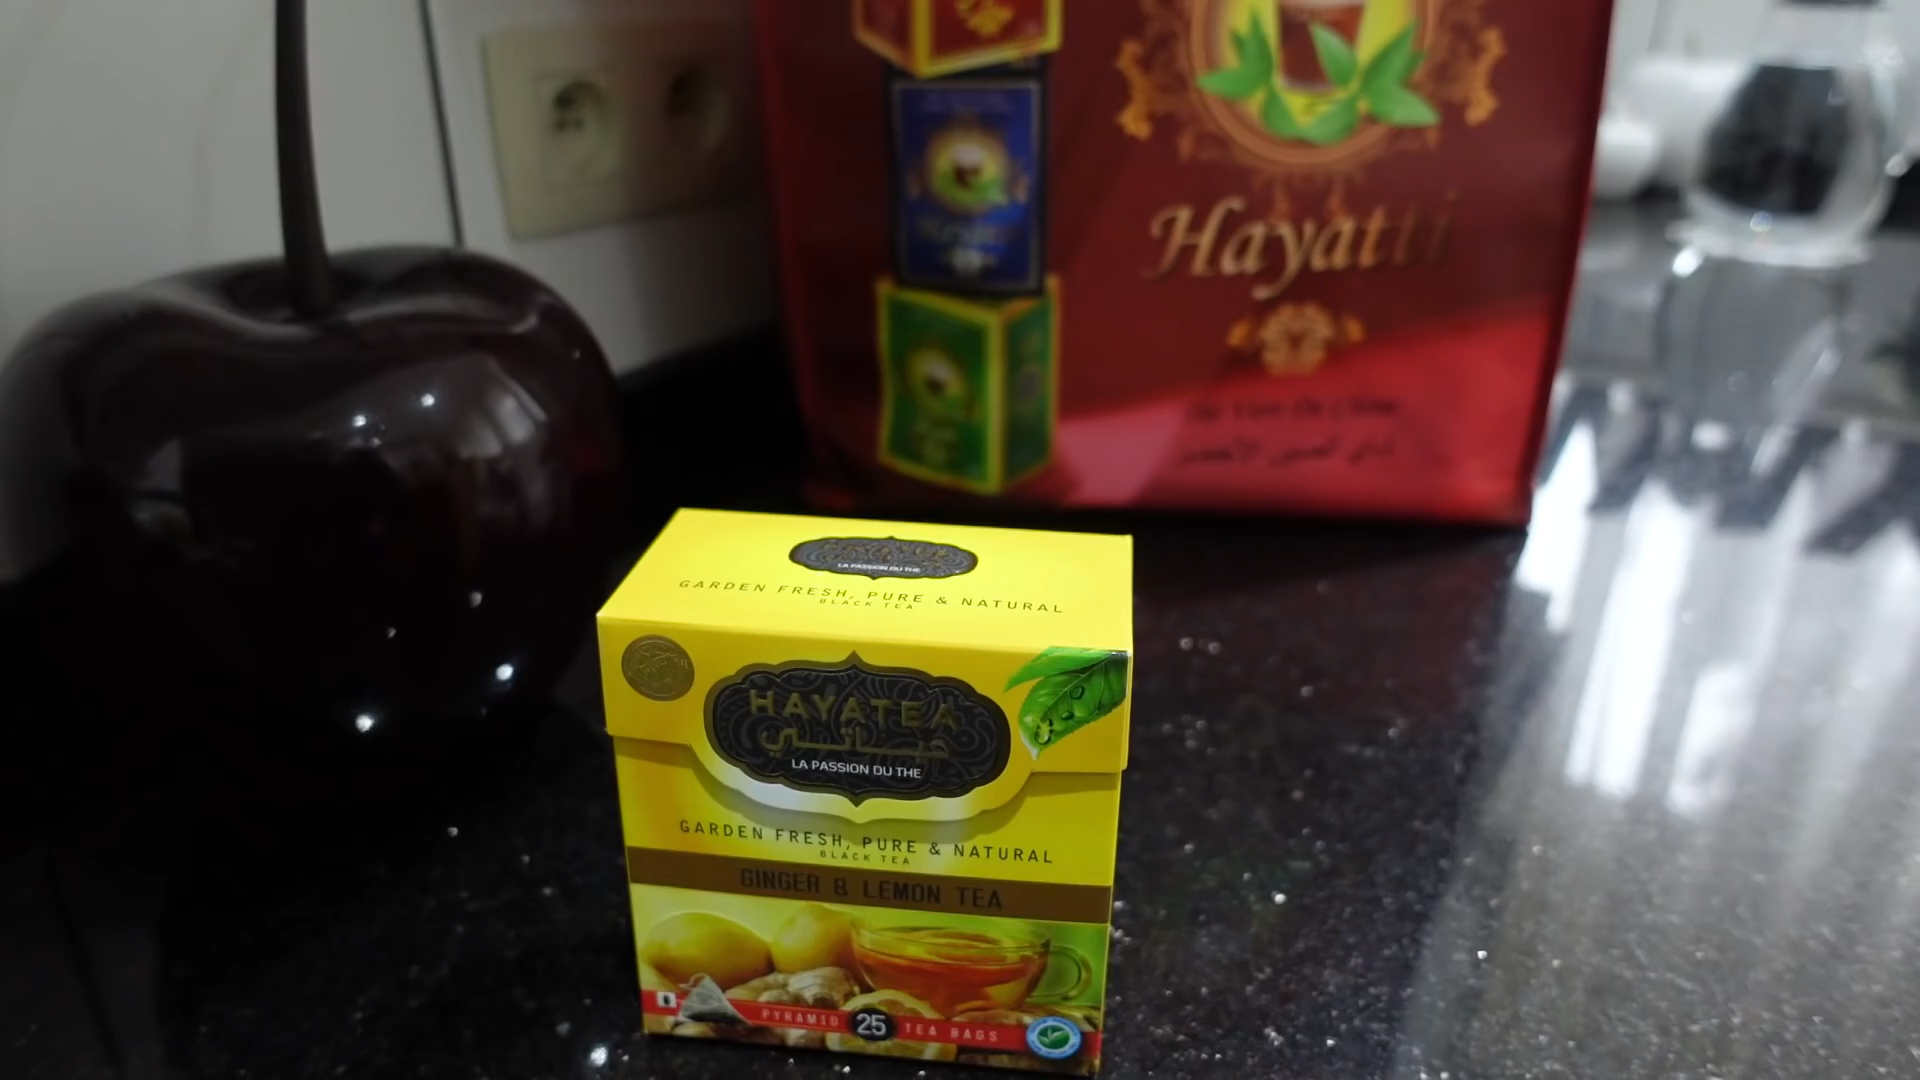 Hayatti
LA PASSION DU THE
GARDEN FRESH, PURE & NATURAL
BLACK TEA
HAYATEA
حياتي
LA PASSION DU THE
GARDEN FRESH, PURE & NATURAL
BLACK TEA
GINGER & LEMON TEA
PYRAMID 25 TEA BAGS